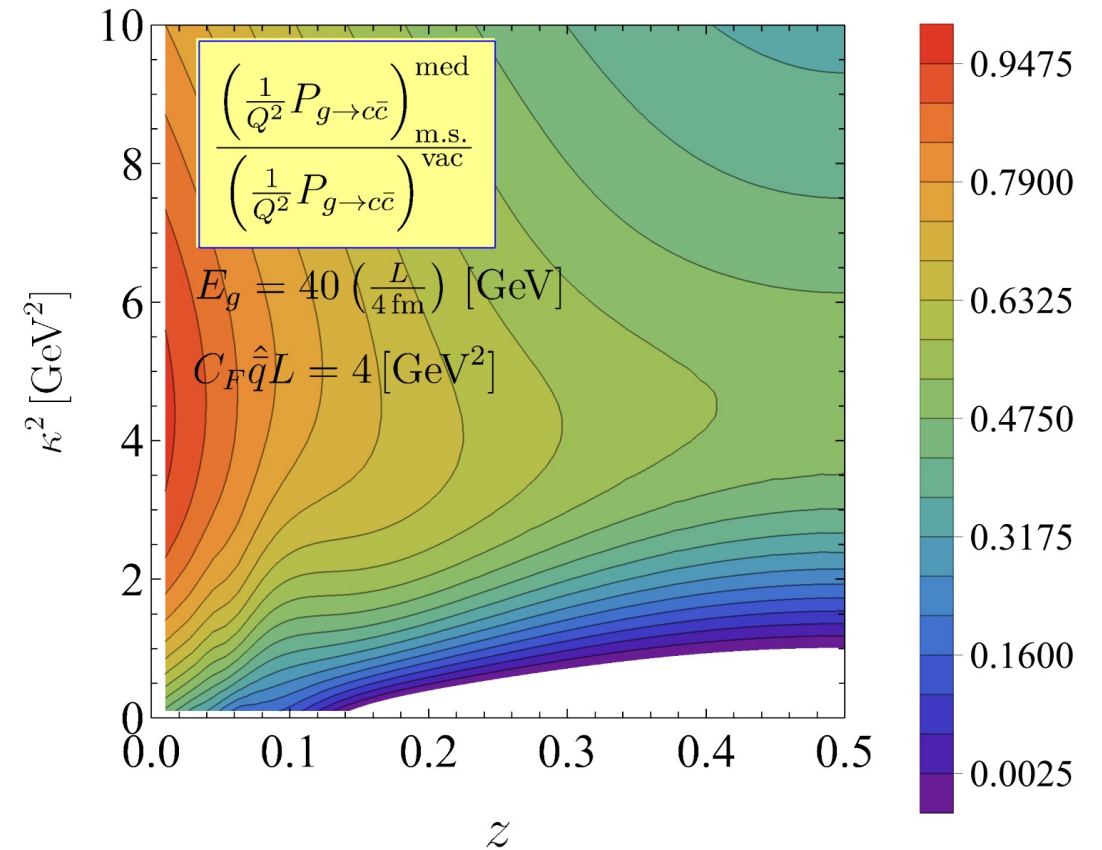 (1/Q² P_{g→cc̄})^med
m.s.
(1/Q² P_{g→cc̄})^vac
E_g = 40 (L/4 fm) [GeV]
C_F q̂̄ L = 4 [GeV²]
κ² [GeV²]
10
8
6
4
2
0
0.0 0.1 0.2 0.3 0.4 0.5
z
0.9475
0.7900
0.6325
0.4750
0.3175
0.1600
0.0025